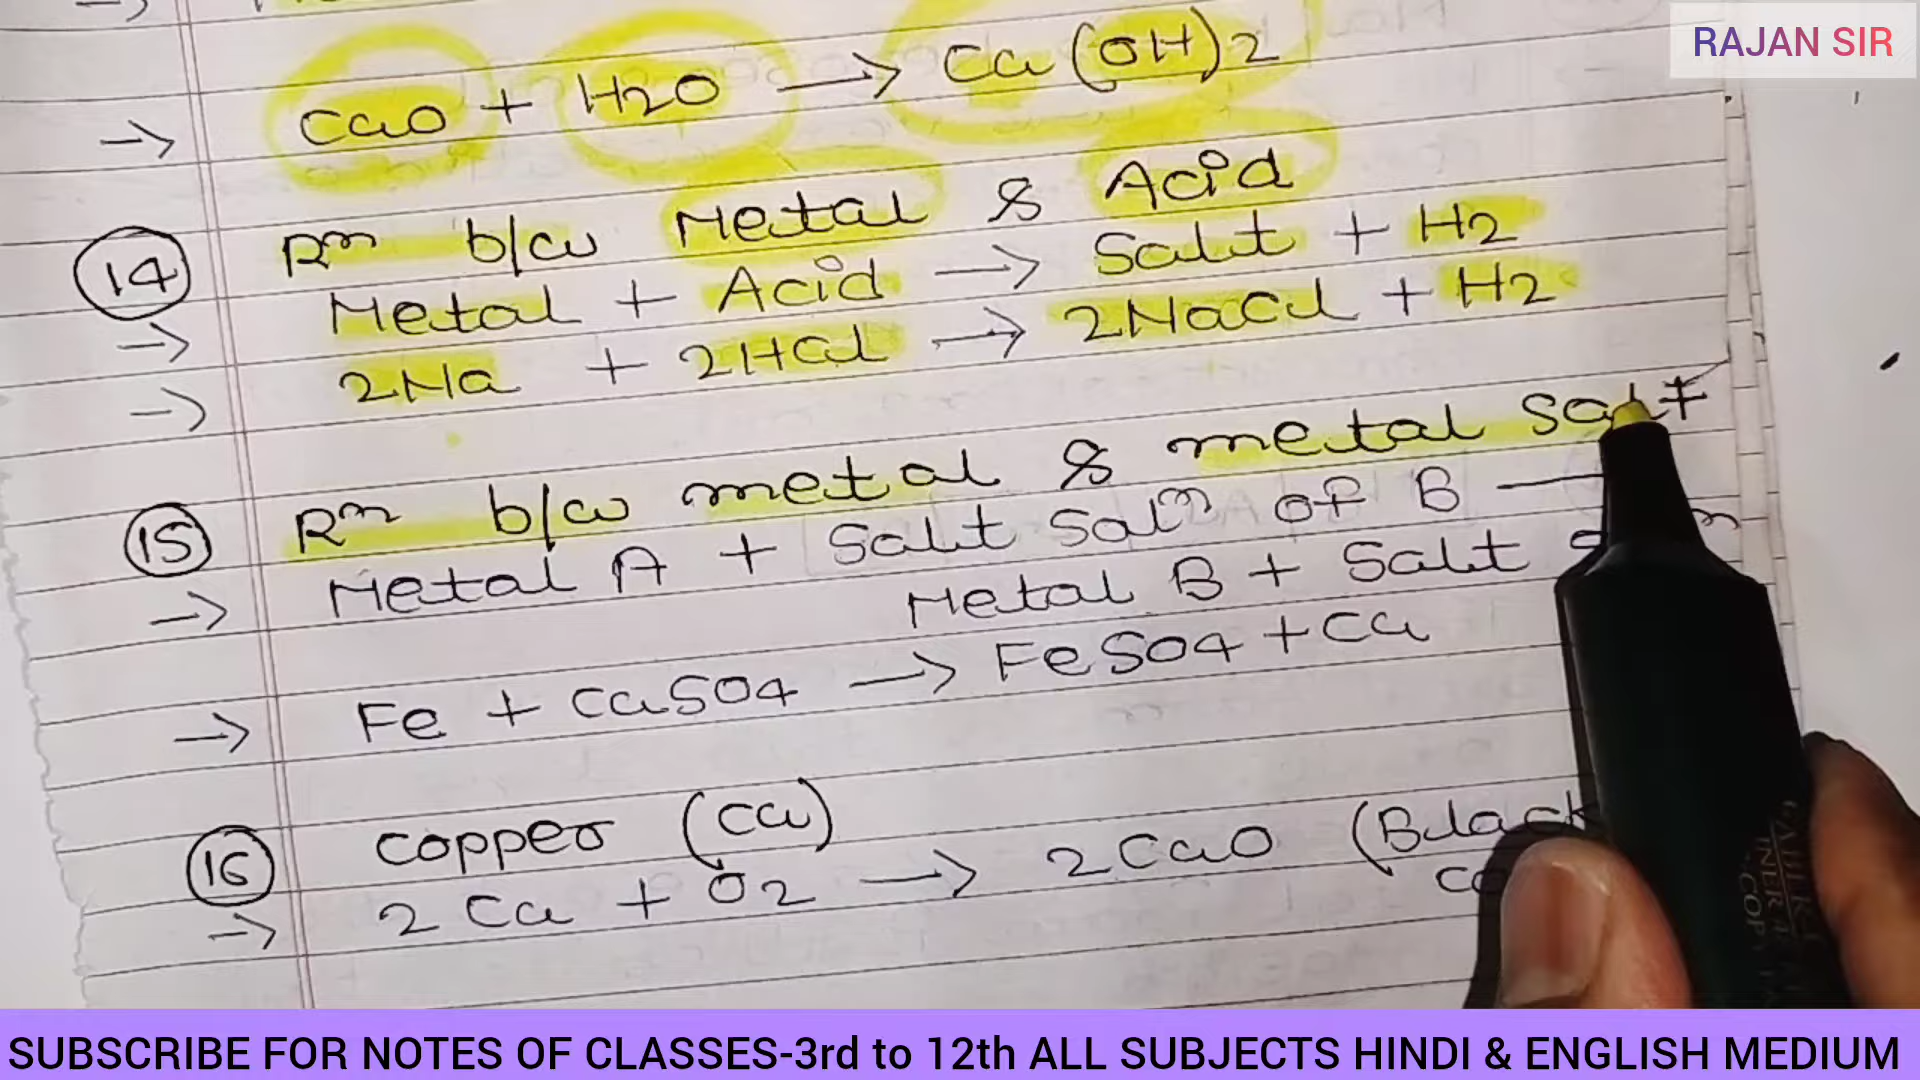 RAJAN SIR
→ CaO + H2O → Ca(OH)2
14 Rxn b/w Metal & Acid
→ Metal + Acid → Salt + H2
→ 2Na + 2HCl → 2NaCl + H2
15 Rxn b/w metal & metal Salt
→ Metal A + Salt Soln of B
Metal B + Salt
→ Fe + CuSO4 → FeSO4 + Cu
16 Copper (Cu)
→ 2Cu + O2 → 2CuO (Black
SUBSCRIBE FOR NOTES OF CLASSES-3rd to 12th ALL SUBJECTS HINDI & ENGLISH MEDIUM